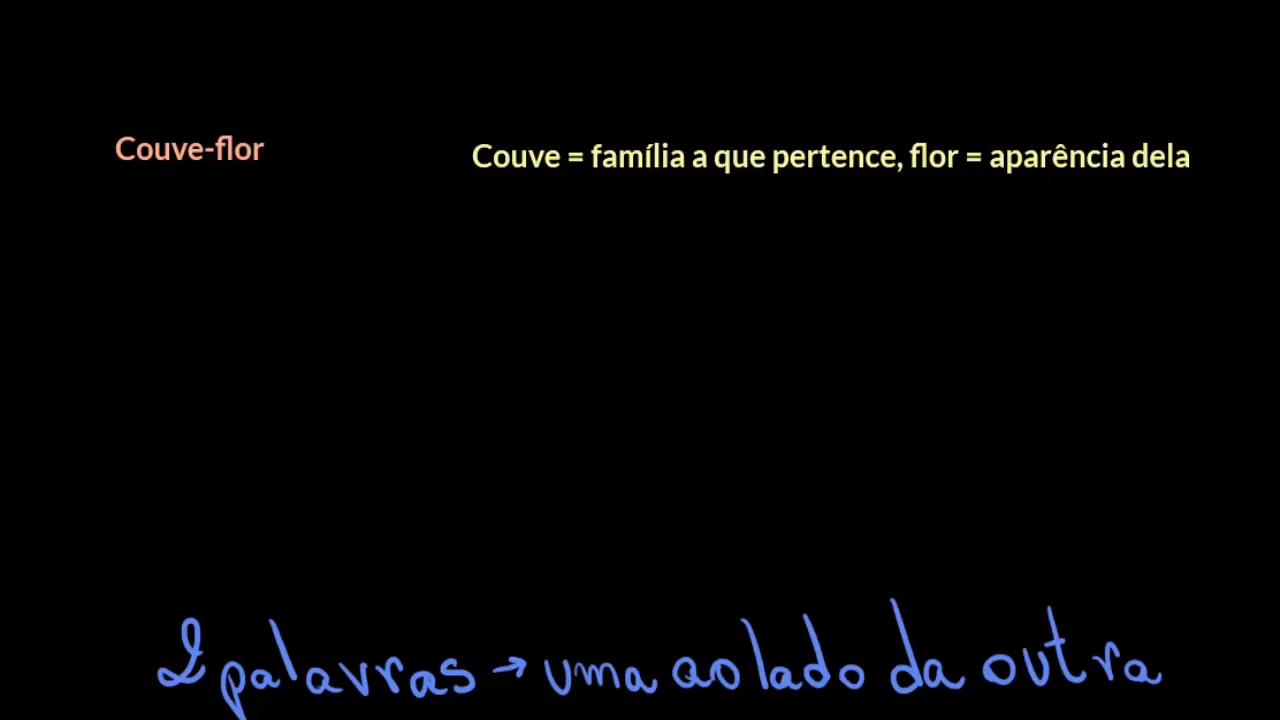 Couve-flor
Couve = família a que pertence, flor = aparência dela
2 palavras → uma ao lado da outra